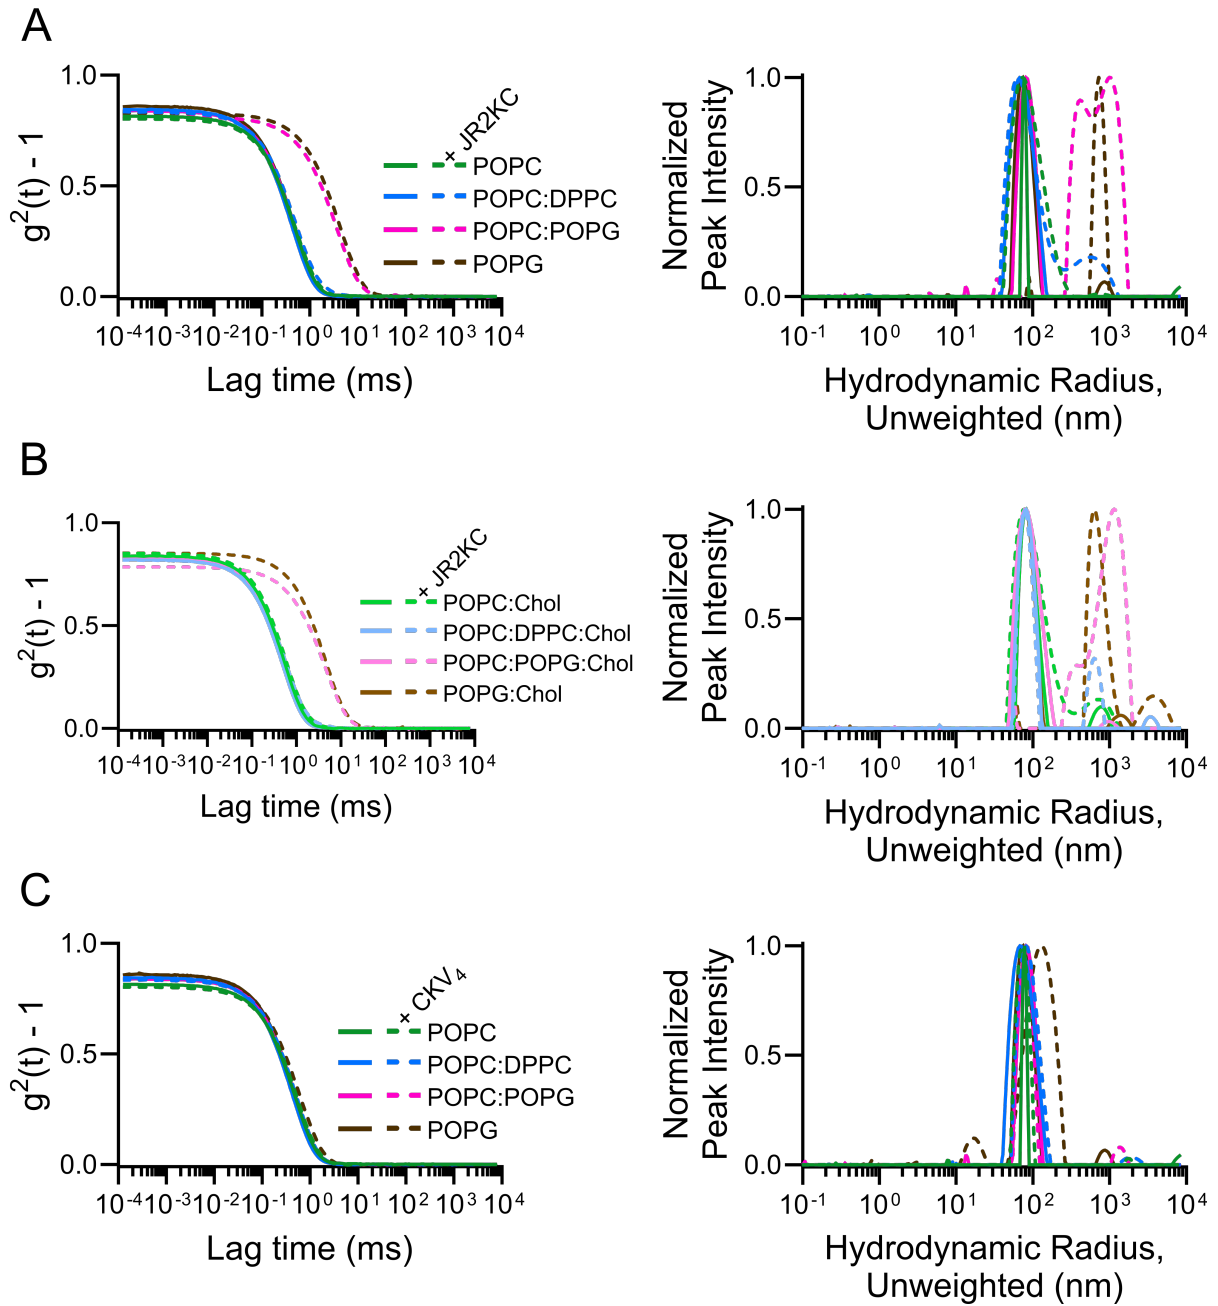 A
1.0
0.5
0.0
g²(t) - 1
+ JR2KC
POPC
POPC:DPPC
POPC:POPG
POPG
10⁻⁴ 10⁻³ 10⁻² 10⁻¹ 10⁰ 10¹ 10² 10³ 10⁴
Lag time (ms)
1.0
0.5
0.0
Normalized
Peak Intensity
10⁻¹ 10⁰ 10¹ 10² 10³ 10⁴
Hydrodynamic Radius,
Unweighted (nm)
B
1.0
0.5
0.0
g²(t) - 1
+ JR2KC
POPC:Chol
POPC:DPPC:Chol
POPC:POPG:Chol
POPG:Chol
10⁻⁴ 10⁻³ 10⁻² 10⁻¹ 10⁰ 10¹ 10² 10³ 10⁴
Lag time (ms)
1.0
0.5
0.0
Normalized
Peak Intensity
10⁻¹ 10⁰ 10¹ 10² 10³ 10⁴
Hydrodynamic Radius,
Unweighted (nm)
C
1.0
0.5
0.0
g²(t) - 1
+ CKV₄
POPC
POPC:DPPC
POPC:POPG
POPG
10⁻⁴ 10⁻³ 10⁻² 10⁻¹ 10⁰ 10¹ 10² 10³ 10⁴
Lag time (ms)
1.0
0.5
0.0
Normalized
Peak Intensity
10⁻¹ 10⁰ 10¹ 10² 10³ 10⁴
Hydrodynamic Radius,
Unweighted (nm)